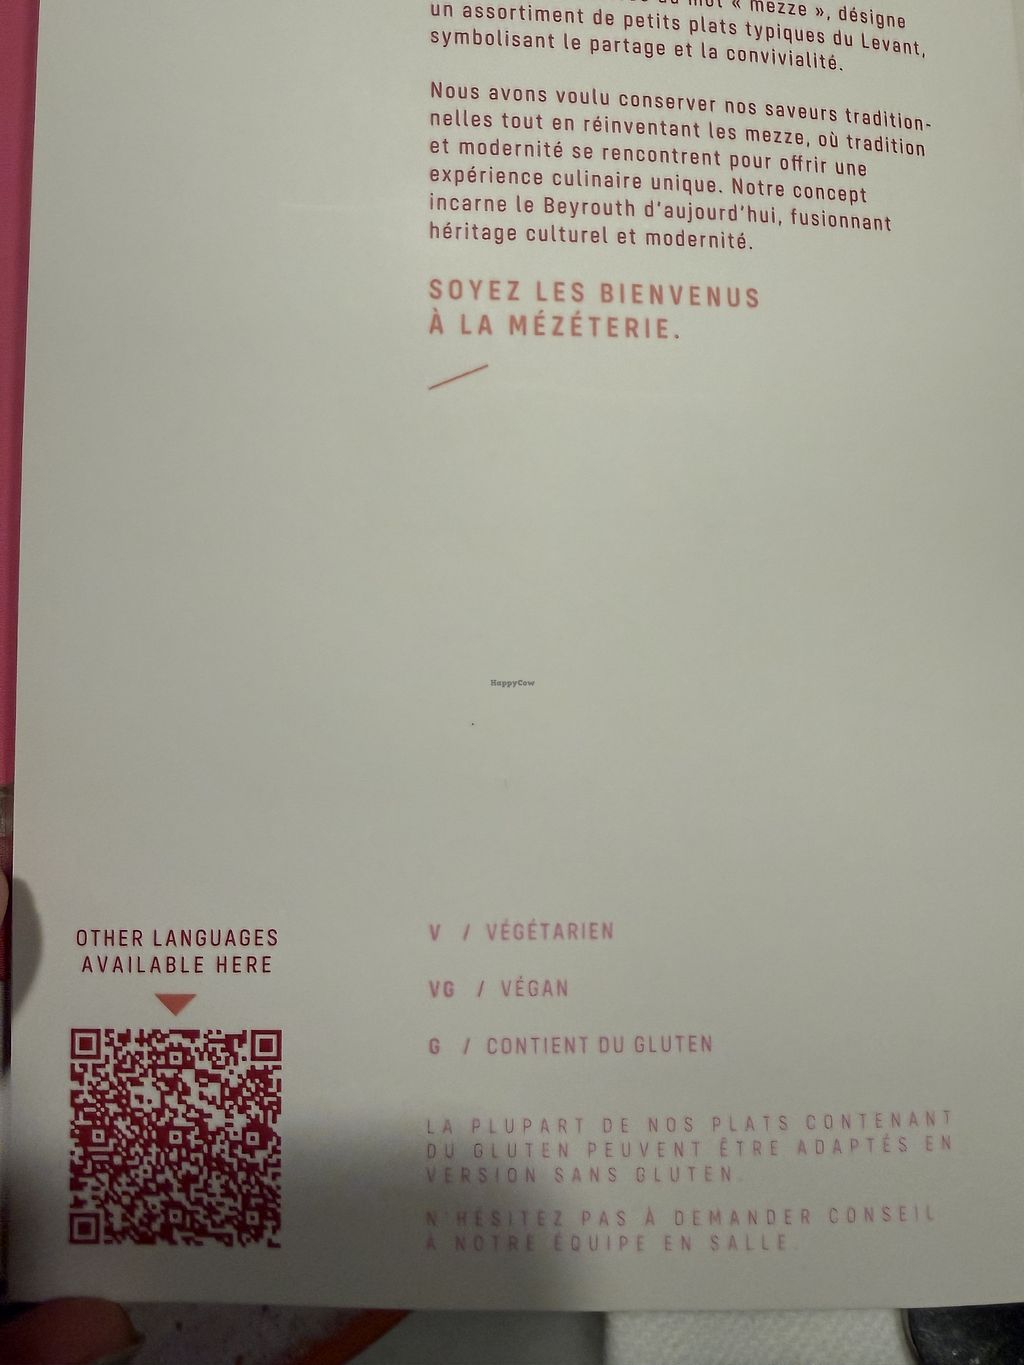 mot « mezze », désigne
un assortiment de petits plats typiques du Levant,
symbolisant le partage et la convivialité.
Nous avons voulu conserver nos saveurs tradition-
nelles tout en réinventant les mezze, où tradition
et modernité se rencontrent pour offrir une
expérience culinaire unique. Notre concept
incarne le Beyrouth d'aujourd'hui, fusionnant
héritage culturel et modernité.
SOYEZ LES BIENVENUS
À LA MÉZÉTERIE.
HappyCow
OTHER LANGUAGES
AVAILABLE HERE
V / VÉGÉTARIEN
VG / VÉGAN
G / CONTIENT DU GLUTEN
LA PLUPART DE NOS PLATS CONTENANT
DU GLUTEN PEUVENT ÊTRE ADAPTÉS EN
VERSION SANS GLUTEN.
N'HÉSITEZ PAS À DEMANDER CONSEIL
À NOTRE ÉQUIPE EN SALLE.